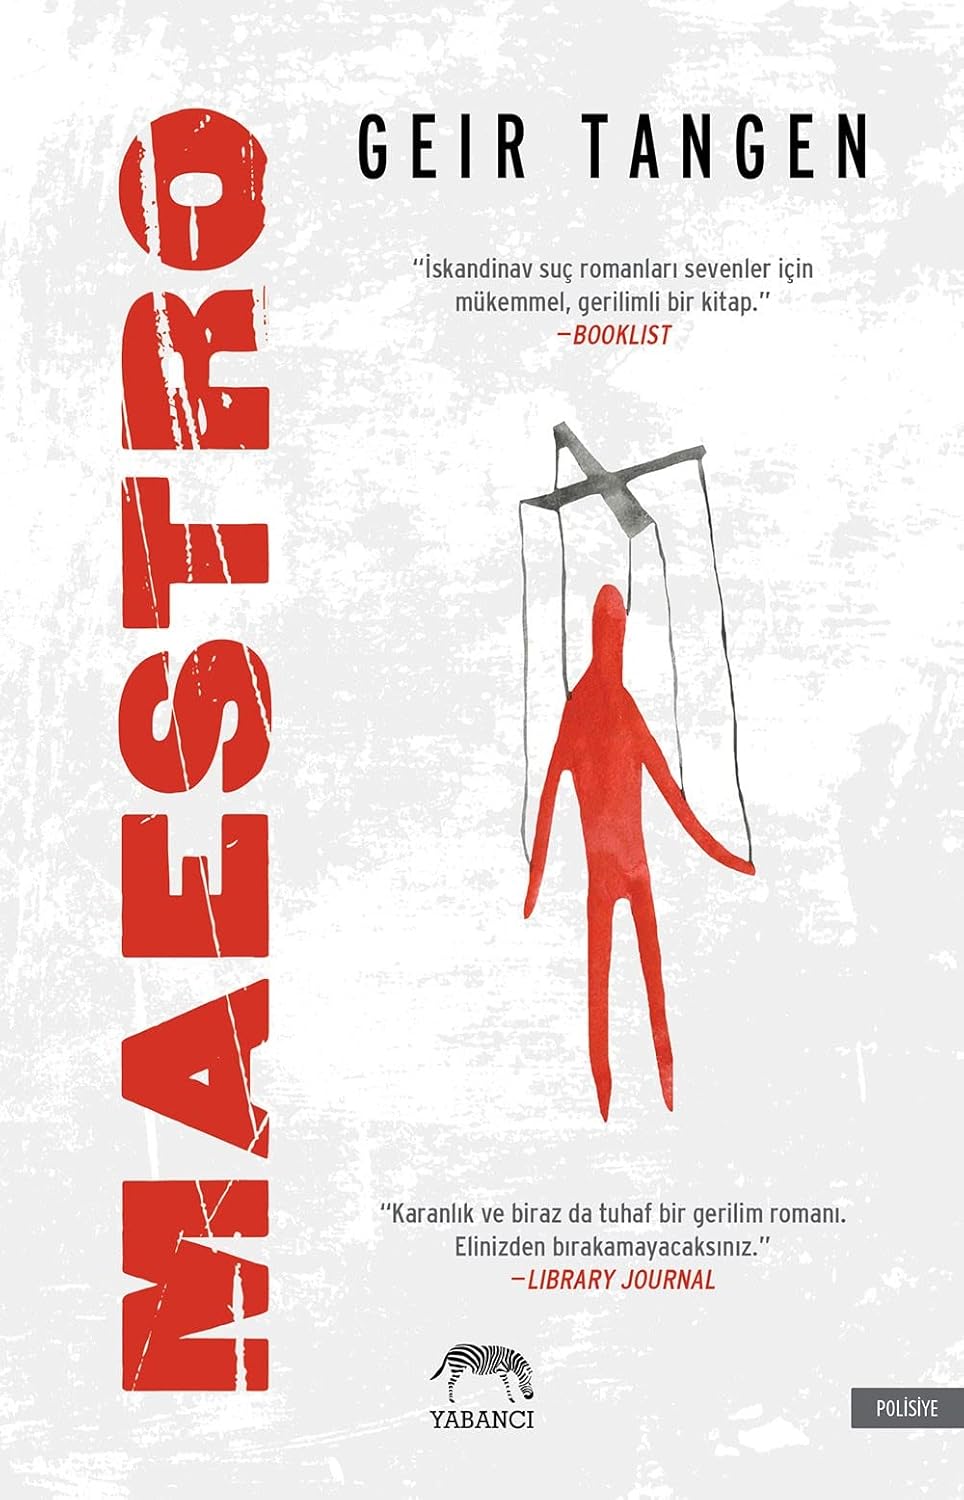 GEIR TANGEN
MAESTRO
“İskandinav suç romanları sevenler için
mükemmel, gerilimli bir kitap.”
–BOOKLIST
“Karanlık ve biraz da tuhaf bir gerilim romanı.
Elinizden bırakamayacaksınız.”
–LIBRARY JOURNAL
YABANCI
POLİSİYE